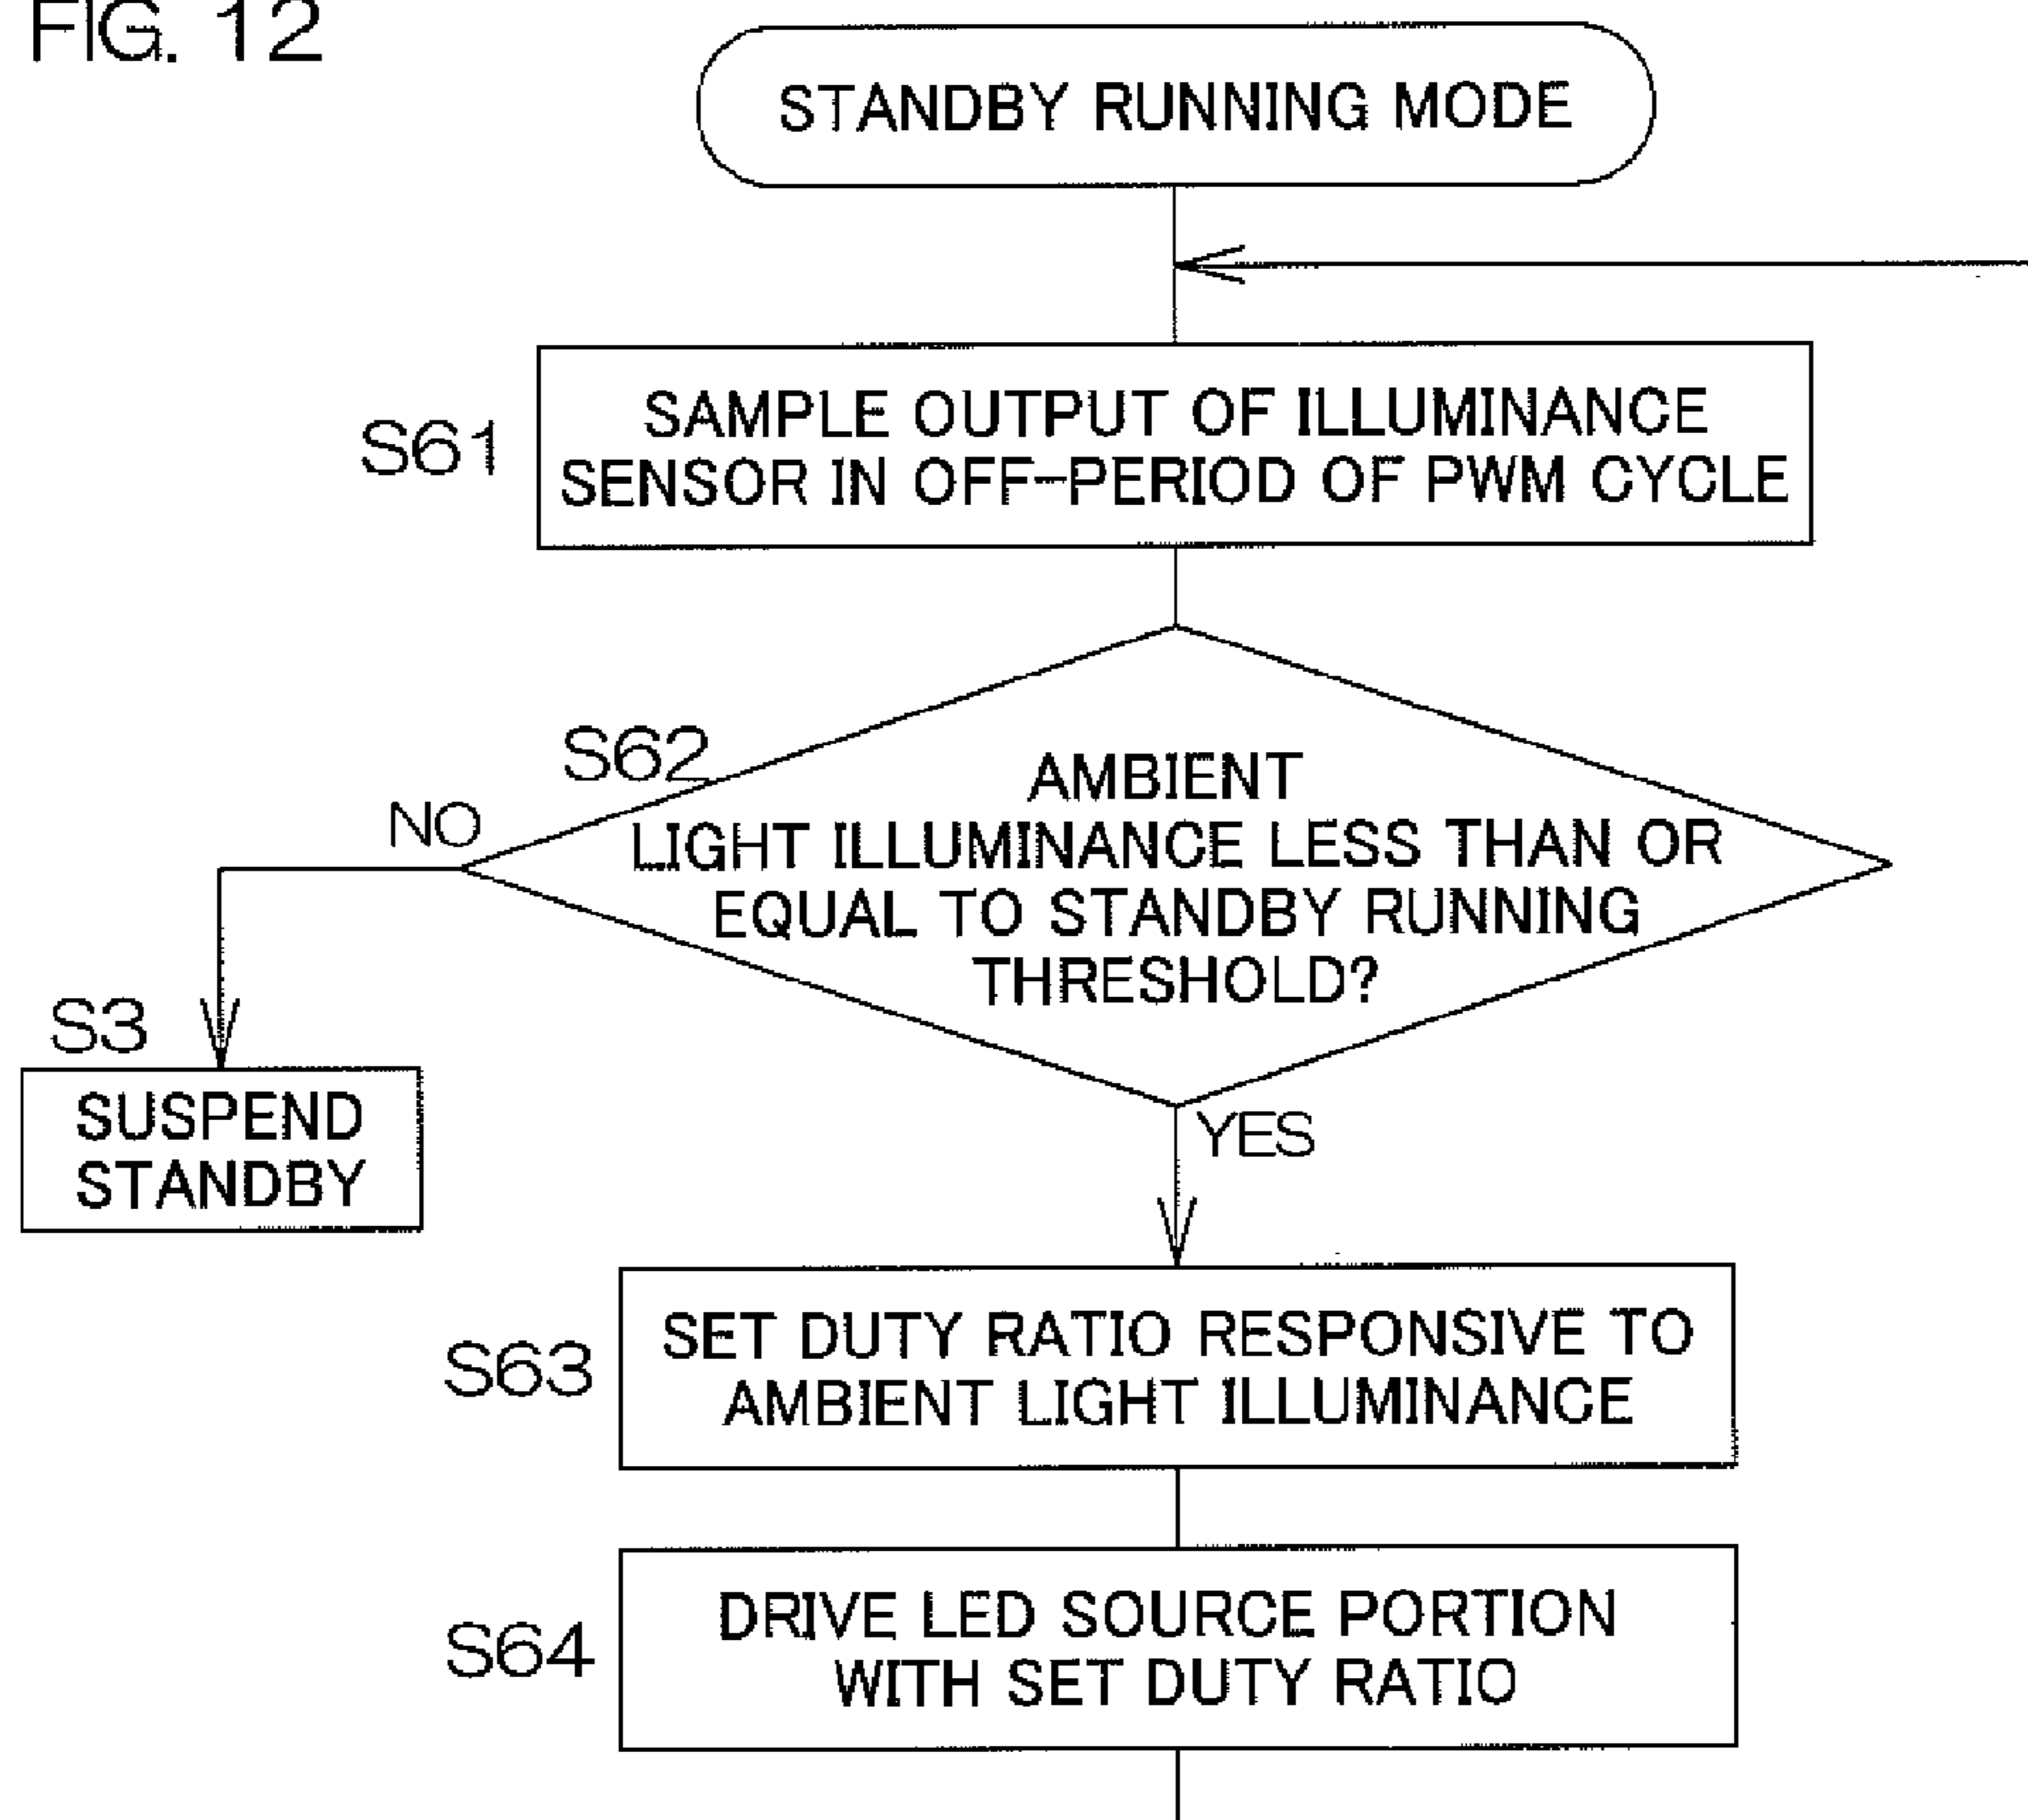 FIG. 12
STANDBY RUNNING MODE
S61
SAMPLE OUTPUT OF ILLUMINANCE
SENSOR IN OFF-PERIOD OF PWM CYCLE
S62
AMBIENT
LIGHT ILLUMINANCE LESS THAN OR
EQUAL TO STANDBY RUNNING
THRESHOLD?
NO
S3
SUSPEND
STANDBY
YES
S63
SET DUTY RATIO RESPONSIVE TO
AMBIENT LIGHT ILLUMINANCE
S64
DRIVE LED SOURCE PORTION
WITH SET DUTY RATIO